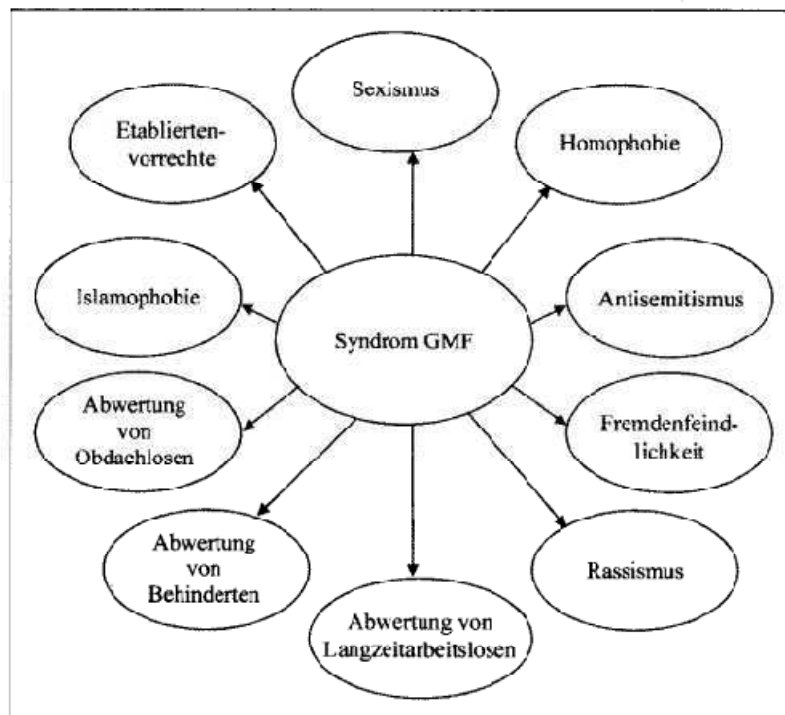 Sexismus
Etablierten-
vorrechte
Homophobie
Islamophobie
Antisemitismus
Syndrom GMF
Abwertung
von
Obdachlosen
Fremdenfeind-
lichkeit
Abwertung
von
Behinderten
Rassismus
Abwertung von
Langzeitarbeitslosen